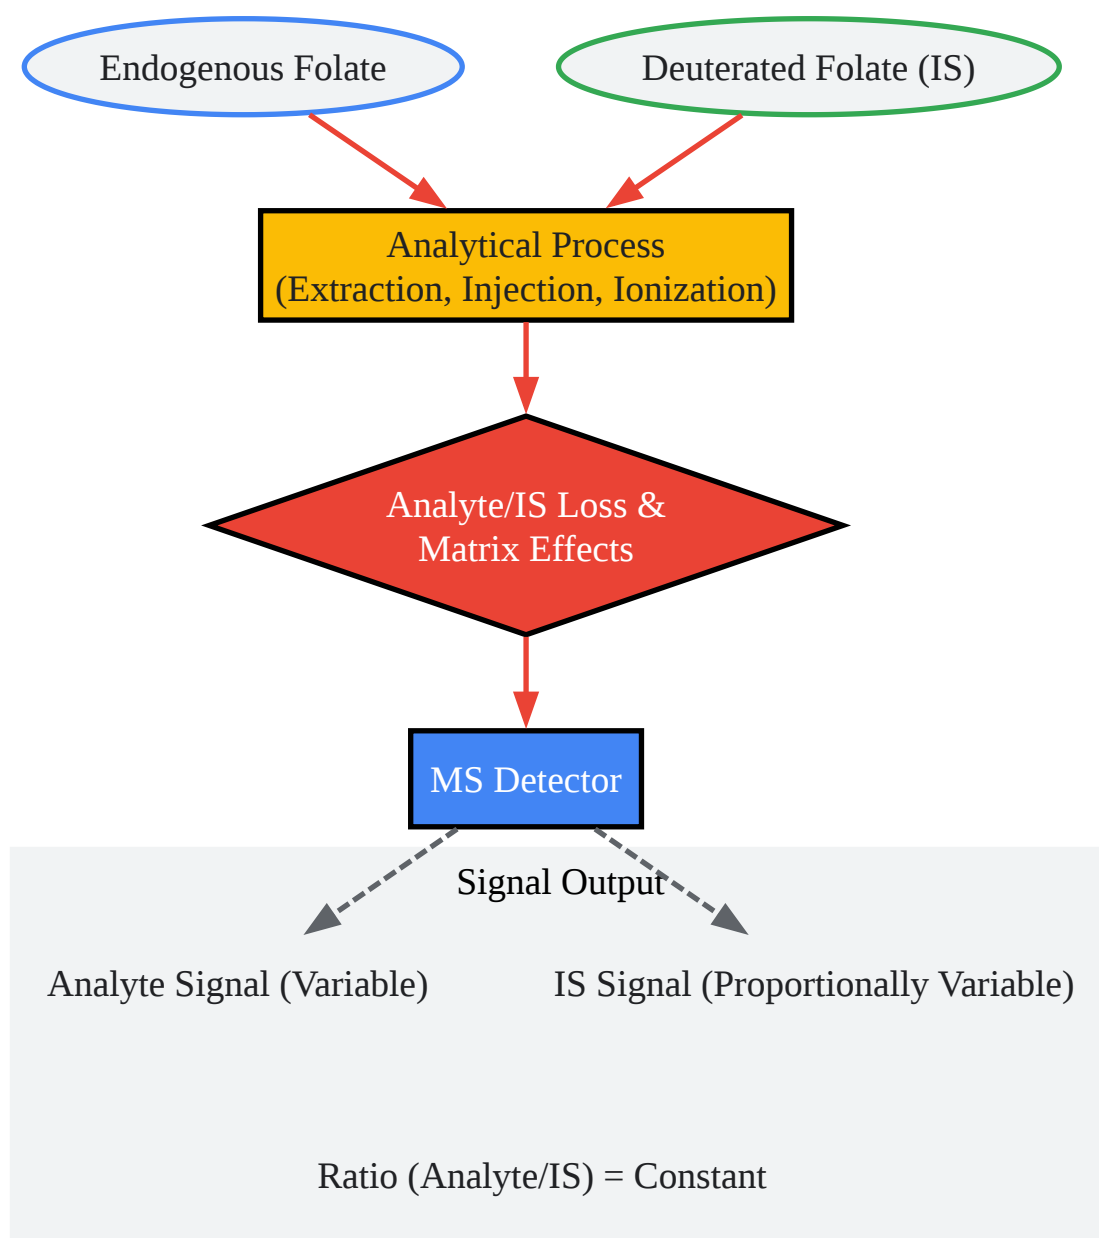 Endogenous Folate
Deuterated Folate (IS)
Analytical Process
(Extraction, Injection, Ionization)
Analyte/IS Loss &
Matrix Effects
MS Detector
Signal Output
Analyte Signal (Variable)
IS Signal (Proportionally Variable)
Ratio (Analyte/IS) = Constant